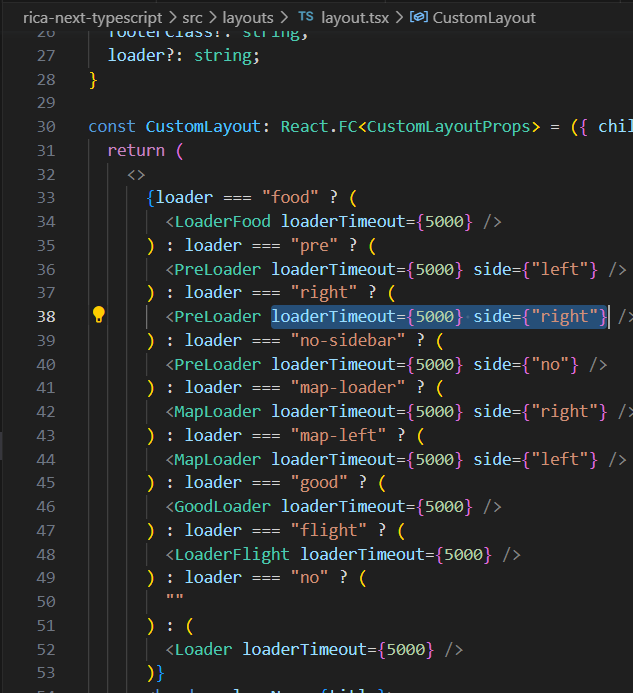 rica-next-typescript > src > layouts > TS layout.tsx > CustomLayout
26 footerClass?: string;
27 loader?: string;
28 }
29
30 const CustomLayout: React.FC<CustomLayoutProps> = ({ chil
31 return (
32 <>
33 {loader === "food" ? (
34 <LoaderFood loaderTimeout={5000} />
35 ) : loader === "pre" ? (
36 <PreLoader loaderTimeout={5000} side={"left"} />
37 ) : loader === "right" ? (
38 <PreLoader loaderTimeout={5000} side={"right"} />
39 ) : loader === "no-sidebar" ? (
40 <PreLoader loaderTimeout={5000} side={"no"} />
41 ) : loader === "map-loader" ? (
42 <MapLoader loaderTimeout={5000} side={"right"} />
43 ) : loader === "map-left" ? (
44 <MapLoader loaderTimeout={5000} side={"left"} />
45 ) : loader === "good" ? (
46 <GoodLoader loaderTimeout={5000} />
47 ) : loader === "flight" ? (
48 <LoaderFlight loaderTimeout={5000} />
49 ) : loader === "no" ? (
50 ""
51 ) : (
52 <Loader loaderTimeout={5000} />
53 )}